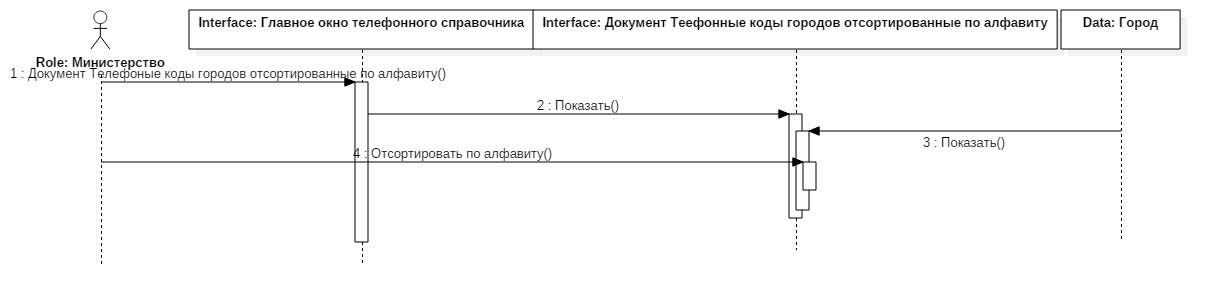 Interface: Главное окно телефонного справочника
Interface: Документ Теефонные коды городов отсортированные по алфавиту
Data: Город
Role: Министерство
1 : Документ Телефоные коды городов отсортированные по алфавиту()
2 : Показать()
3 : Показать()
4 : Отсортировать по алфавиту()